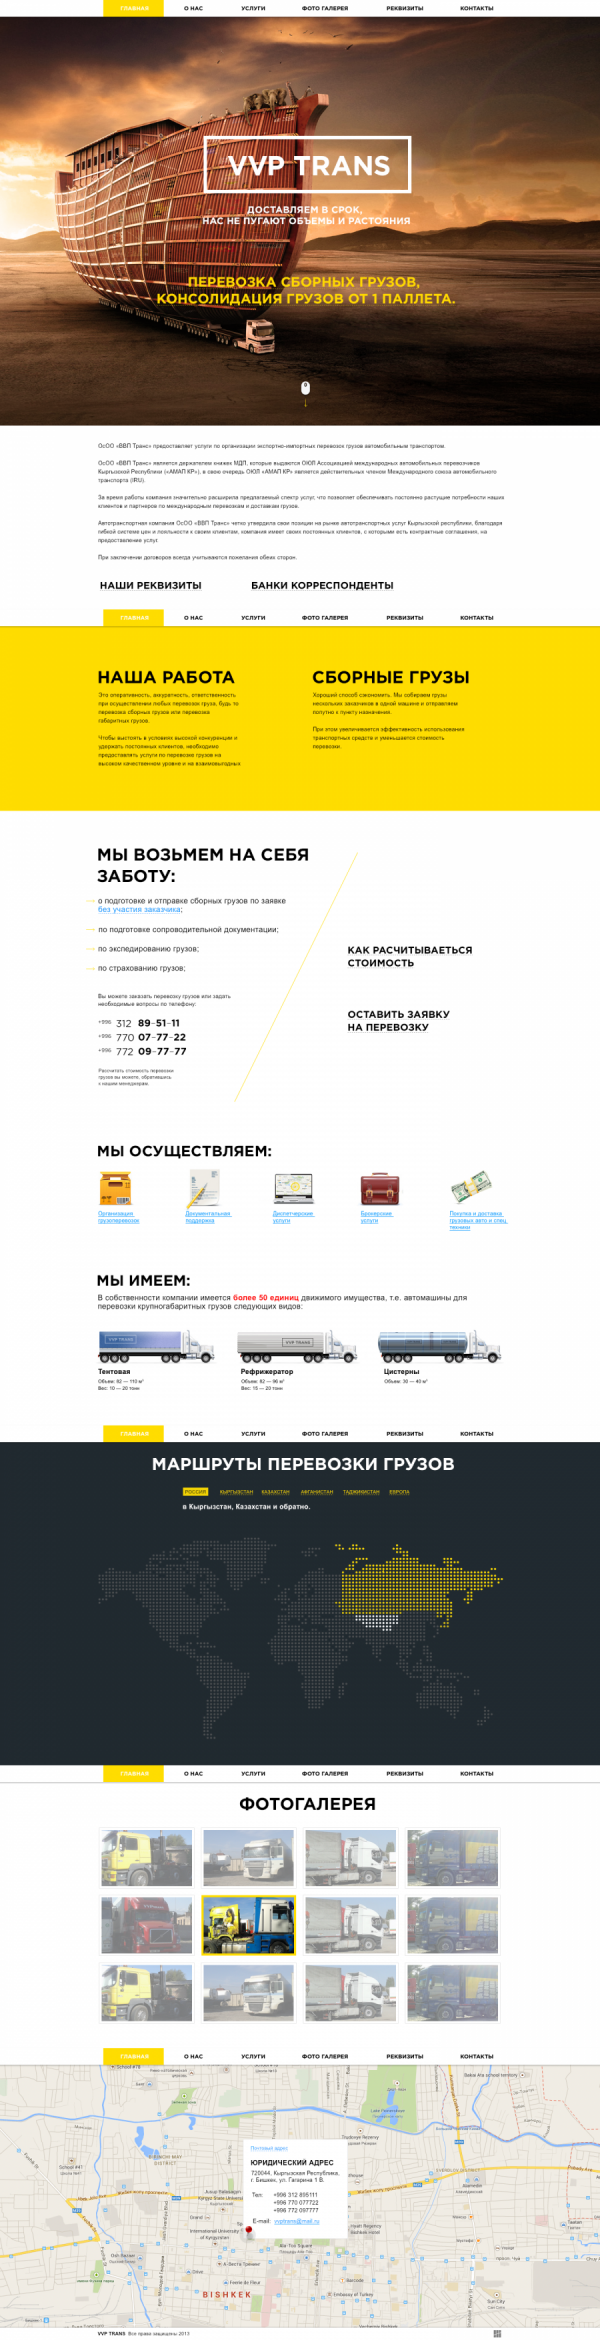 ГЛАВНАЯ О НАС УСЛУГИ ФОТО ГАЛЕРЕЯ РЕКВИЗИТЫ КОНТАКТЫ
VVP TRANS
ДОСТАВЛЯЕМ В СРОК,
НАС НЕ ПУГАЮТ ОБЪЕМЫ И РАСТОЯНИЯ
ПЕРЕВОЗКА СБОРНЫХ ГРУЗОВ,
КОНСОЛИДАЦИЯ ГРУЗОВ ОТ 1 ПАЛЛЕТА.
ОсОО «ВВП Транс» предоставляет услуги по организации экспортно-импортных перевозок грузов автомобильным транспортом.
ОсОО «ВВП Транс» является держателем книжек МДП, которые выдаются ОЮЛ Ассоциацией международных автомобильных перевозчиков
Кыргызской Республики («АМАП КР»), в свою очередь ОЮЛ «АМАП КР» является действительных членом Международного союза автомобильного
транспорта (IRU).
За время работы компания значительно расширила предлагаемый спектр услуг, что позволяет обеспечивать постоянно растущие потребности наших
клиентов и партнеров по международным перевозкам и доставкам грузов.
Автотранспортная компания ОсОО «ВВП Транс» четко утвердила свои позиции на рынке автотранспортных услуг Кыргызской республики, благодаря
гибкой системе цен и лояльности к своим клиентам, компания имеет своих постоянных клиентов, с которыми есть контрактные соглашения, на
предоставление услуг.
При заключении договоров всегда учитываются пожелания обеих сторон.
НАШИ РЕКВИЗИТЫ БАНКИ КОРРЕСПОНДЕНТЫ
ГЛАВНАЯ О НАС УСЛУГИ ФОТО ГАЛЕРЕЯ РЕКВИЗИТЫ КОНТАКТЫ
НАША РАБОТА
Это оперативность, аккуратность, ответственность
при осуществлении любых перевозок груза, будь то
перевозка сборных грузов или перевозка
габаритных грузов.
Чтобы выстоять в условиях высокой конкуренции и
удержать постоянных клиентов, необходимо
предоставлять услуги по перевозке грузов на
высоком качественном уровне и на взаимовыгодных
СБОРНЫЕ ГРУЗЫ
Хороший способ сэкономить. Мы собираем грузы
нескольких заказчиков в одной машине и отправляем
попутно к пункту назначения.
При этом увеличивается эффективность использования
транспортных средств и уменьшается стоимость
перевозки.
МЫ ВОЗЬМЕМ НА СЕБЯ
ЗАБОТУ:
о подготовке и отправке сборных грузов по заявке
без участия заказчика;
по подготовке сопроводительной документации;
по экспедированию грузов;
по страхованию грузов;
Вы можете заказать перевозку грузов или задать
необходимые вопросы по телефону:
+996 312 89-51-11
+996 770 07-77-22
+996 772 09-77-77
Рассчитать стоимость перевозки
грузов вы можете, обратившись
к нашим менеджерам.
КАК РАСЧИТЫВАЕТЬСЯ
СТОИМОСТЬ
ОСТАВИТЬ ЗАЯВКУ
НА ПЕРЕВОЗКУ
МЫ ОСУЩЕСТВЛЯЕМ:
Организация
грузоперевозок
Документальная
поддержка
Диспетчерские
услуги
Брокерские
услуги
Покупка и доставка
грузовых авто и спец.
техники
МЫ ИМЕЕМ:
В собственности компании имеется более 50 единиц движимого имущества, т.е. автомашины для
перевозки крупногабаритных грузов следующих видов:
VVP TRANS
VVP TRANS
Тентовая
Объем: 82 — 110 м³
Вес: 10 — 20 тонн
Рефрижератор
Объем: 82 — 96 м³
Вес: 15 — 20 тонн
Цистерны
Объем: 30 — 40 м³
ГЛАВНАЯ О НАС УСЛУГИ ФОТО ГАЛЕРЕЯ РЕКВИЗИТЫ КОНТАКТЫ
МАРШРУТЫ ПЕРЕВОЗКИ ГРУЗОВ
РОССИЯ КЫРГЫЗСТАН КАЗАХСТАН АФГАНИСТАН ТАДЖИКИСТАН ЕВРОПА
в Кыргызстан, Казахстан и обратно.
ГЛАВНАЯ О НАС УСЛУГИ ФОТО ГАЛЕРЕЯ РЕКВИЗИТЫ КОНТАКТЫ
ФОТОГАЛЕРЕЯ
ГЛАВНАЯ О НАС УСЛУГИ ФОТО ГАЛЕРЕЯ РЕКВИЗИТЫ КОНТАКТЫ
Почтовый адрес
ЮРИДИЧЕСКИЙ АДРЕС
720044, Кыргызская Республика,
г. Бишкек, ул. Гагарина 1 В.
Тел: +996 312 895111
+996 770 077722
+996 772 097777
E-mail: vvptrans@mail.ru
Ala-Too Square
Embassy of Turkey
Sun City
BISHKEK
VVP TRANS Все права защищены 2013